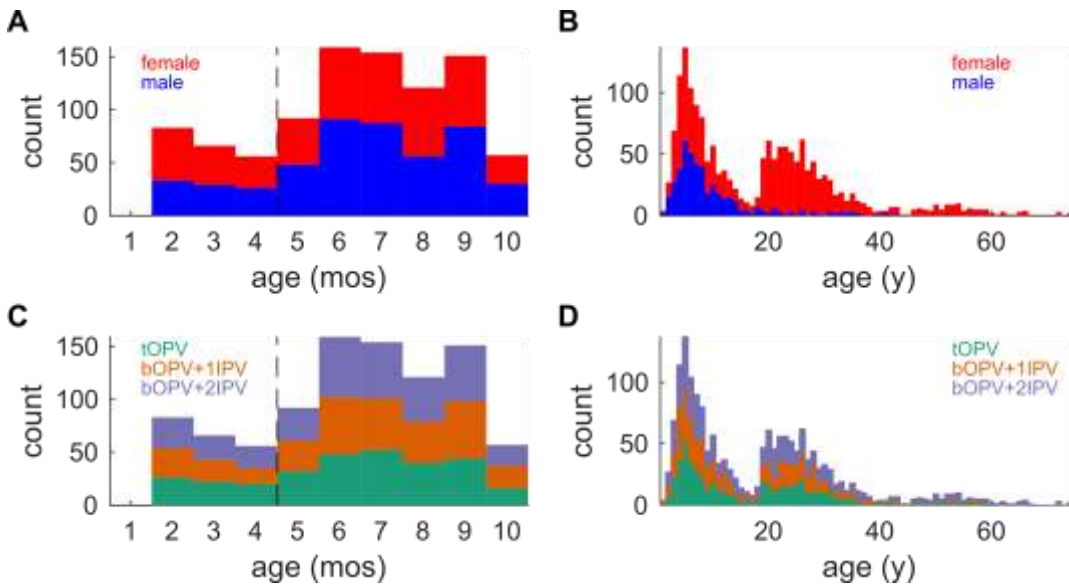 A
count
150
100
50
0
female
male
1 2 3 4 5 6 7 8 9 10
age (mos)
B
count
100
50
0
female
male
20 40 60
age (y)
C
count
150
100
50
0
tOPV
bOPV+1IPV
bOPV+2IPV
1 2 3 4 5 6 7 8 9 10
age (mos)
D
count
100
50
0
tOPV
bOPV+1IPV
bOPV+2IPV
20 40 60
age (y)